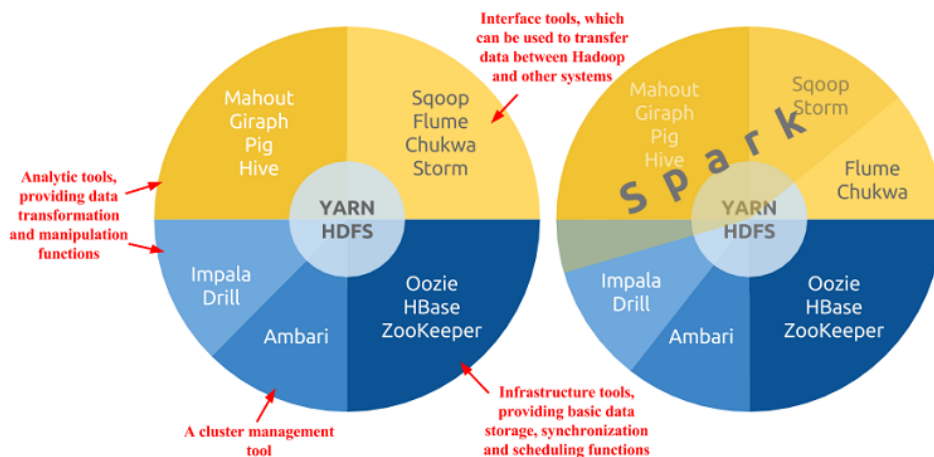 Interface tools, which
can be used to transfer
data between Hadoop
and other systems
Mahout
Giraph
Pig
Hive
Sqoop
Flume
Chukwa
Storm
Analytic tools,
providing data
transformation
and manipulation
functions
YARN
HDFS
Impala
Drill
Ambari
Oozie
HBase
ZooKeeper
A cluster management
tool
Infrastructure tools,
providing basic data
storage, synchronization
and scheduling functions
Mahout
Giraph
Pig
Hive
Sqoop
Storm
Spark
Flume
Chukwa
YARN
HDFS
Impala
Drill
Ambari
Oozie
HBase
ZooKeeper